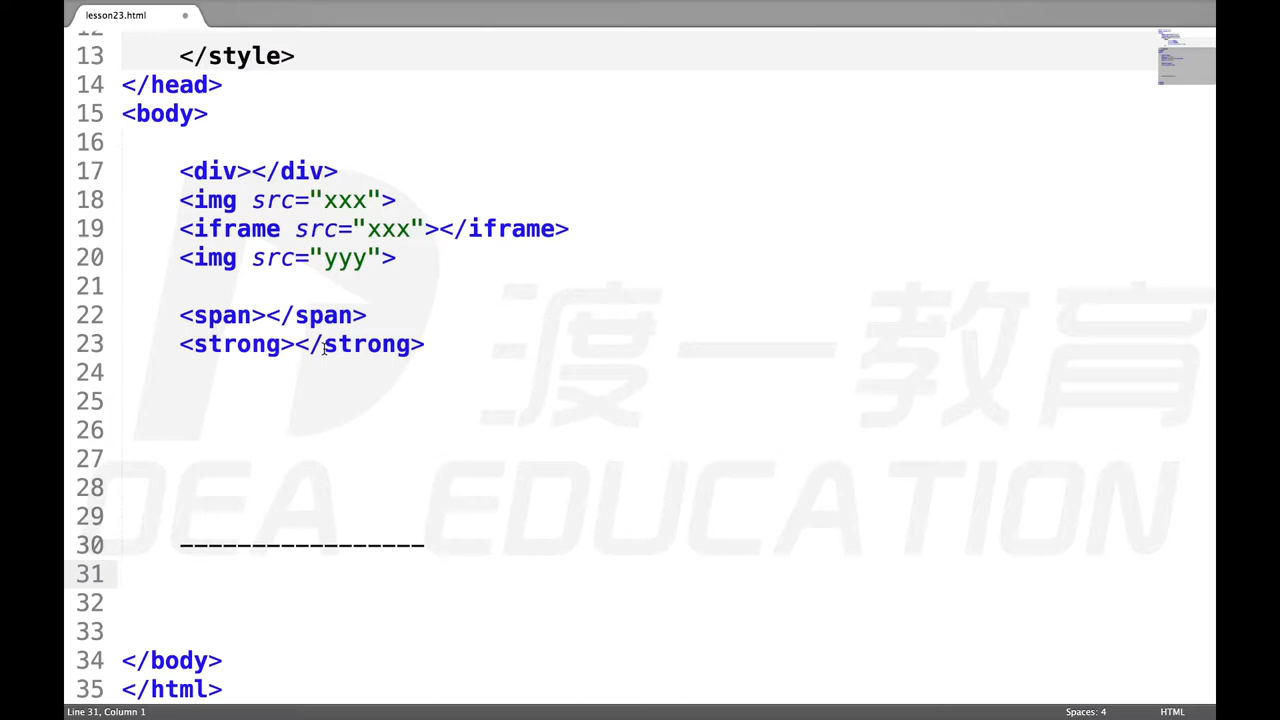 lesson23.html
12
13 </style>
14 </head>
15 <body>
16
17 <div></div>
18 <img src="xxx">
19 <iframe src="xxx"></iframe>
20 <img src="yyy">
21
22 <span></span>
23 <strong></strong>
24
25
26
27
28
29
30 -----------------
31
32
33
34 </body>
35 </html>
渡一教育
DEA EDUCATION
Line 31, Column 1
Spaces: 4
HTML